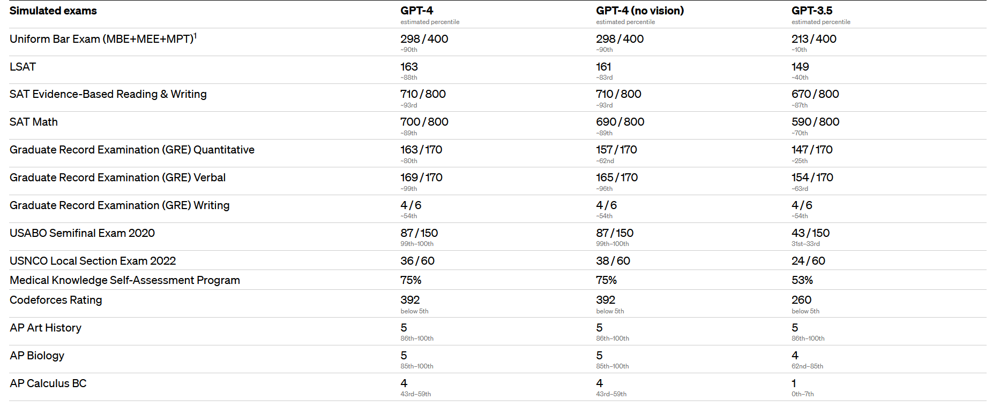 Simulated exams GPT-4 GPT-4 (no vision) GPT-3.5
estimated percentile estimated percentile estimated percentile
Uniform Bar Exam (MBE+MEE+MPT)1 298 / 400 298 / 400 213 / 400
~90th ~90th ~10th
LSAT 163 161 149
~88th ~83rd ~40th
SAT Evidence-Based Reading & Writing 710 / 800 710 / 800 670 / 800
~93rd ~93rd ~87th
SAT Math 700 / 800 690 / 800 590 / 800
~89th ~89th ~70th
Graduate Record Examination (GRE) Quantitative 163 / 170 157 / 170 147 / 170
~80th ~62nd ~25th
Graduate Record Examination (GRE) Verbal 169 / 170 165 / 170 154 / 170
~99th ~96th ~63rd
Graduate Record Examination (GRE) Writing 4 / 6 4 / 6 4 / 6
~54th ~54th ~54th
USABO Semifinal Exam 2020 87 / 150 87 / 150 43 / 150
99th–100th 99th–100th 31st–33rd
USNCO Local Section Exam 2022 36 / 60 38 / 60 24 / 60
Medical Knowledge Self-Assessment Program 75% 75% 53%
Codeforces Rating 392 392 260
below 5th below 5th below 5th
AP Art History 5 5 5
86th–100th 86th–100th 86th–100th
AP Biology 5 5 4
85th–100th 85th–100th 62nd–85th
AP Calculus BC 4 4 1
43rd–59th 43rd–59th 0th–7th